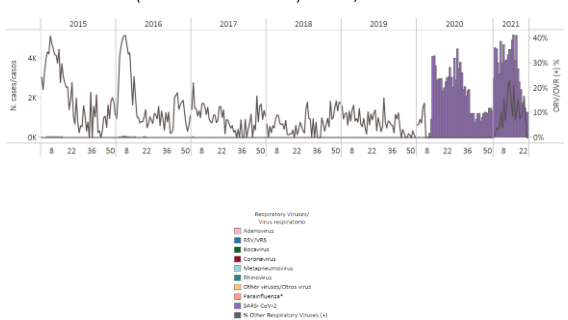 2015 2016 2017 2018 2019 2020 2021
N. cases/casos
4K
2K
0K
40%
30%
20%
10%
0%
ORV/OVR (+) %
8 22 36 50 8 22 36 50 8 22 36 50 8 22 36 50 8 22 36 50 8 22 36 50 8 22
Respiratory Viruses/
Virus respiratorio
Adenovirus
RSV/VRS
Bocavirus
Coronavirus
Metapneumovirus
Rhinovirus
Other viruses/Otros virus
Parainfluenza*
SARS- CoV-2
% Other Respiratory Viruses (+)